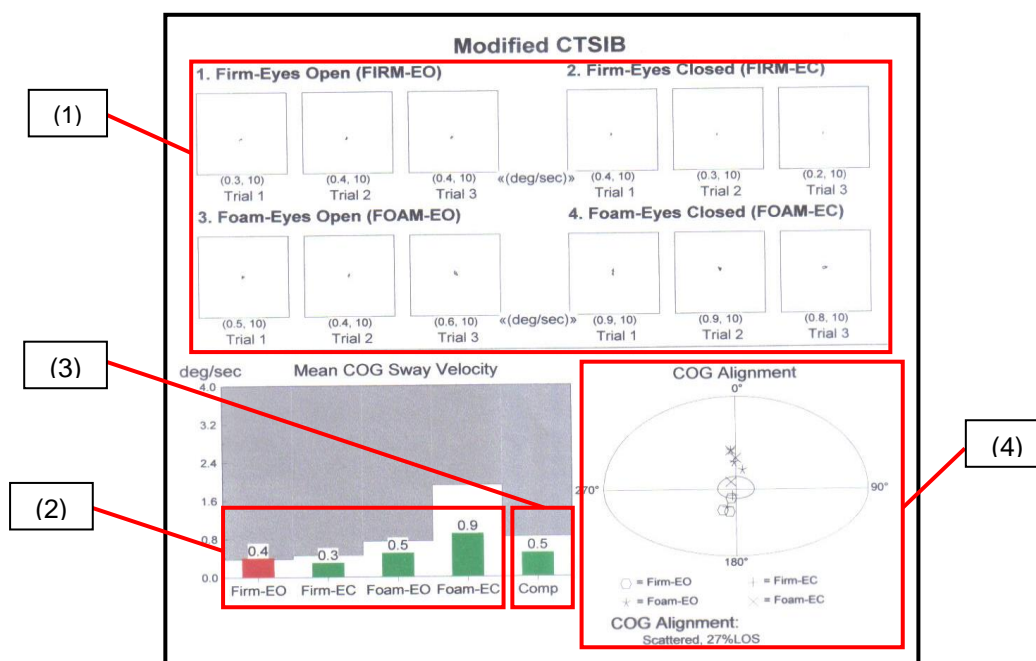 Modified CTSIB
1. Firm-Eyes Open (FIRM-EO) 2. Firm-Eyes Closed (FIRM-EC)
(1)
(0.3, 10) (0.4, 10) (0.4, 10) «(deg/sec)» (0.4, 10) (0.3, 10) (0.2, 10)
Trial 1 Trial 2 Trial 3 Trial 1 Trial 2 Trial 3
3. Foam-Eyes Open (FOAM-EO) 4. Foam-Eyes Closed (FOAM-EC)
(0.5, 10) (0.4, 10) (0.6, 10) «(deg/sec)» (0.9, 10) (0.9, 10) (0.8, 10)
Trial 1 Trial 2 Trial 3 Trial 1 Trial 2 Trial 3
(3)
deg/sec Mean COG Sway Velocity
4.0
3.2
2.4
1.6
0.8
0.0
(2)
0.4 0.3 0.5 0.9 0.5
Firm-EO Firm-EC Foam-EO Foam-EC Comp
COG Alignment
0°
(4)
270° 90°
180°
= Firm-EO = Firm-EC
= Foam-EO = Foam-EC
COG Alignment:
Scattered, 27%LOS